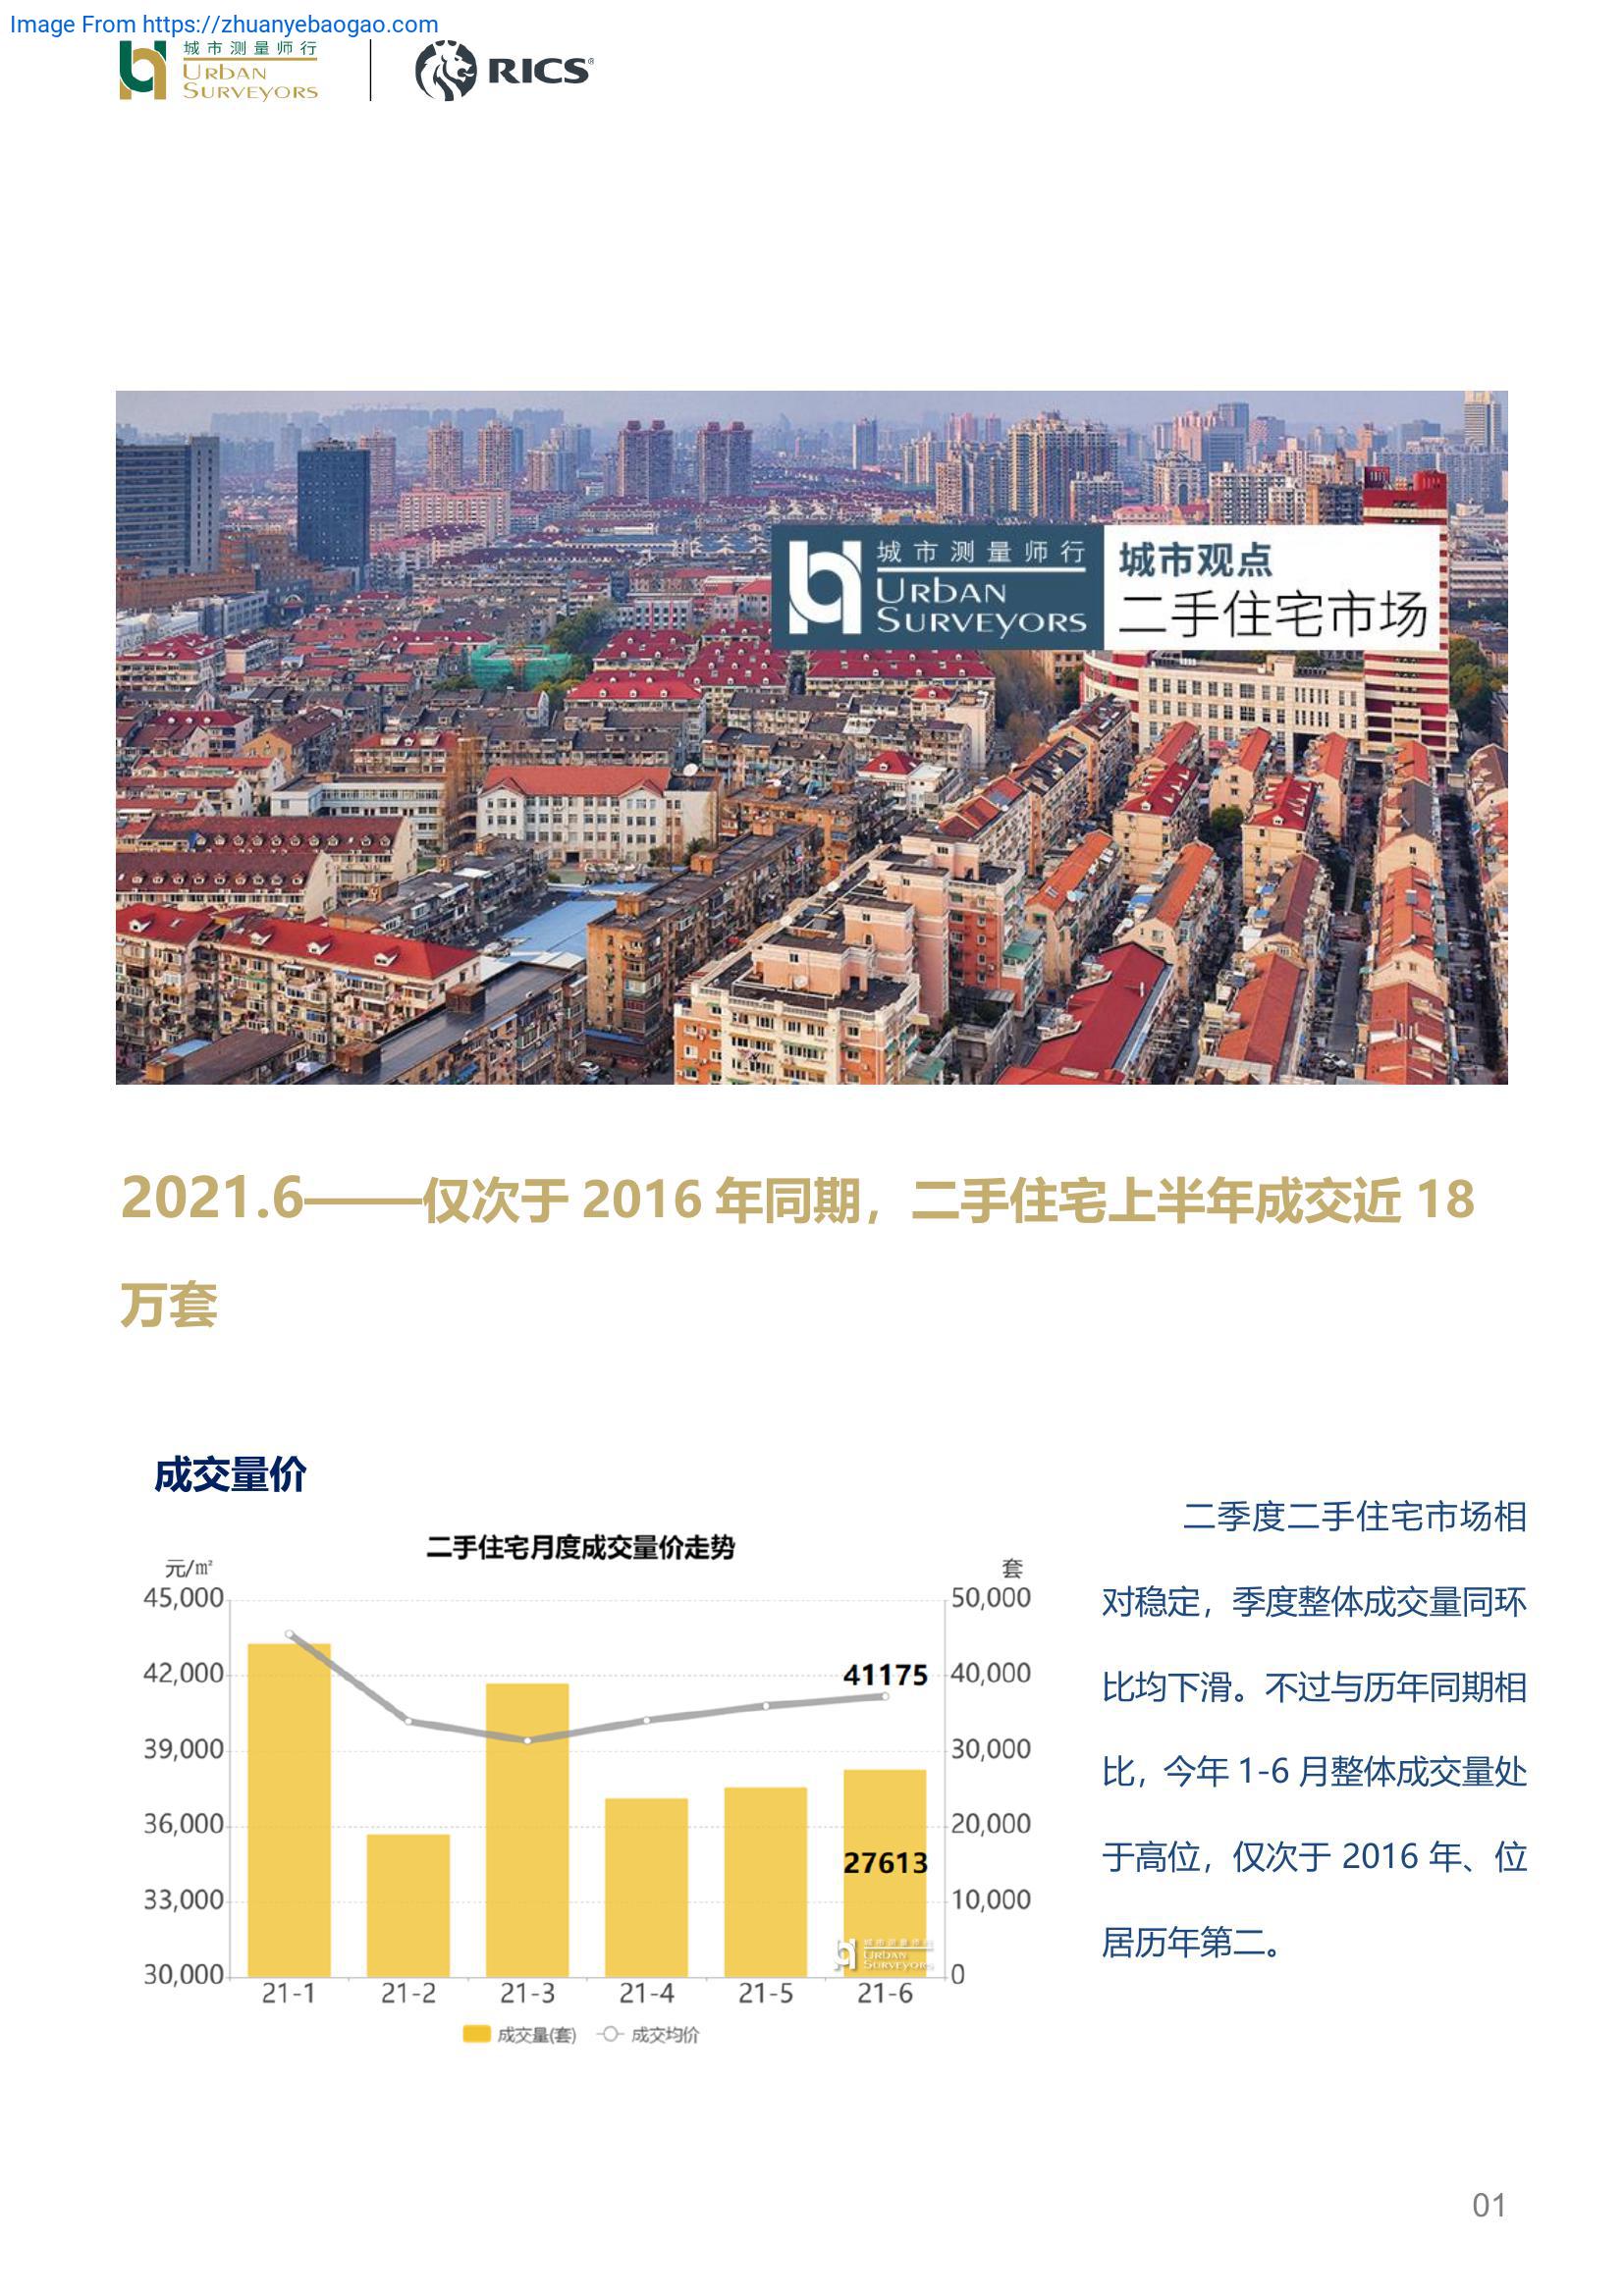 Image From https://zhuanyebaogao.com
城市测量师行
URBAN
SURVEYORS
RICS®
城市测量师行
URBAN
SURVEYORS
城市观点
二手住宅市场
2021.6——仅次于 2016 年同期，二手住宅上半年成交近 18
万套
成交量价
二手住宅月度成交量价走势
元/㎡
套
45,000
50,000
42,000
41175
40,000
39,000
30,000
36,000
20,000
27613
33,000
10,000
城市测量师行
URBAN
SURVEYORS
30,000
0
21-1
21-2
21-3
21-4
21-5
21-6
成交量(套)
成交均价
二季度二手住宅市场相
对稳定，季度整体成交量同环
比均下滑。不过与历年同期相
比，今年 1-6 月整体成交量处
于高位，仅次于 2016 年、位
居历年第二。
01